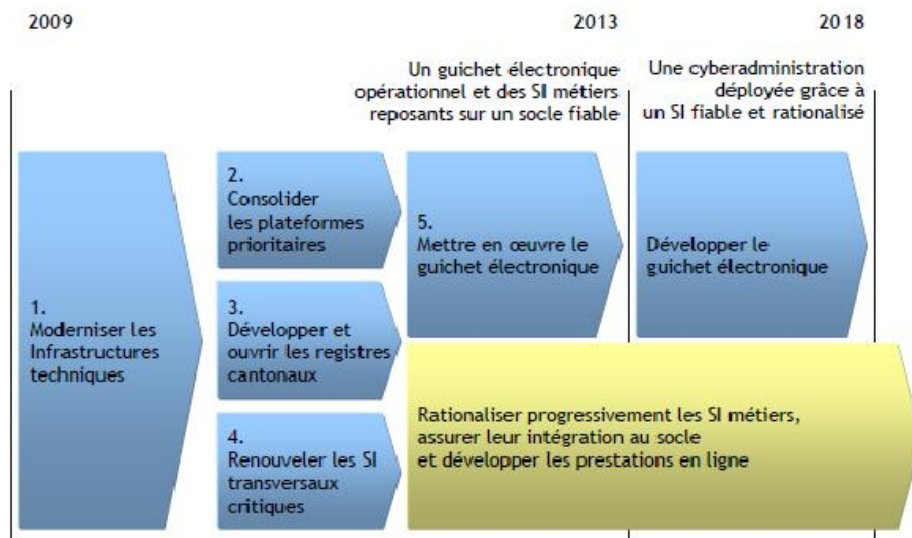 2009
2013
2018
Un guichet électronique
opérationnel et des SI métiers
reposants sur un socle fiable
Une cyberadministration
déployée grâce à
un SI fiable et rationalisé
1.
Moderniser les
Infrastructures
techniques
2.
Consolider
les plateformes
prioritaires
3.
Développer et
ouvrir les registres
cantonaux
4.
Renouveler les SI
transversaux
critiques
5.
Mettre en œuvre le
guichet électronique
Développer le
guichet électronique
Rationaliser progressivement les SI métiers,
assurer leur intégration au socle
et développer les prestations en ligne